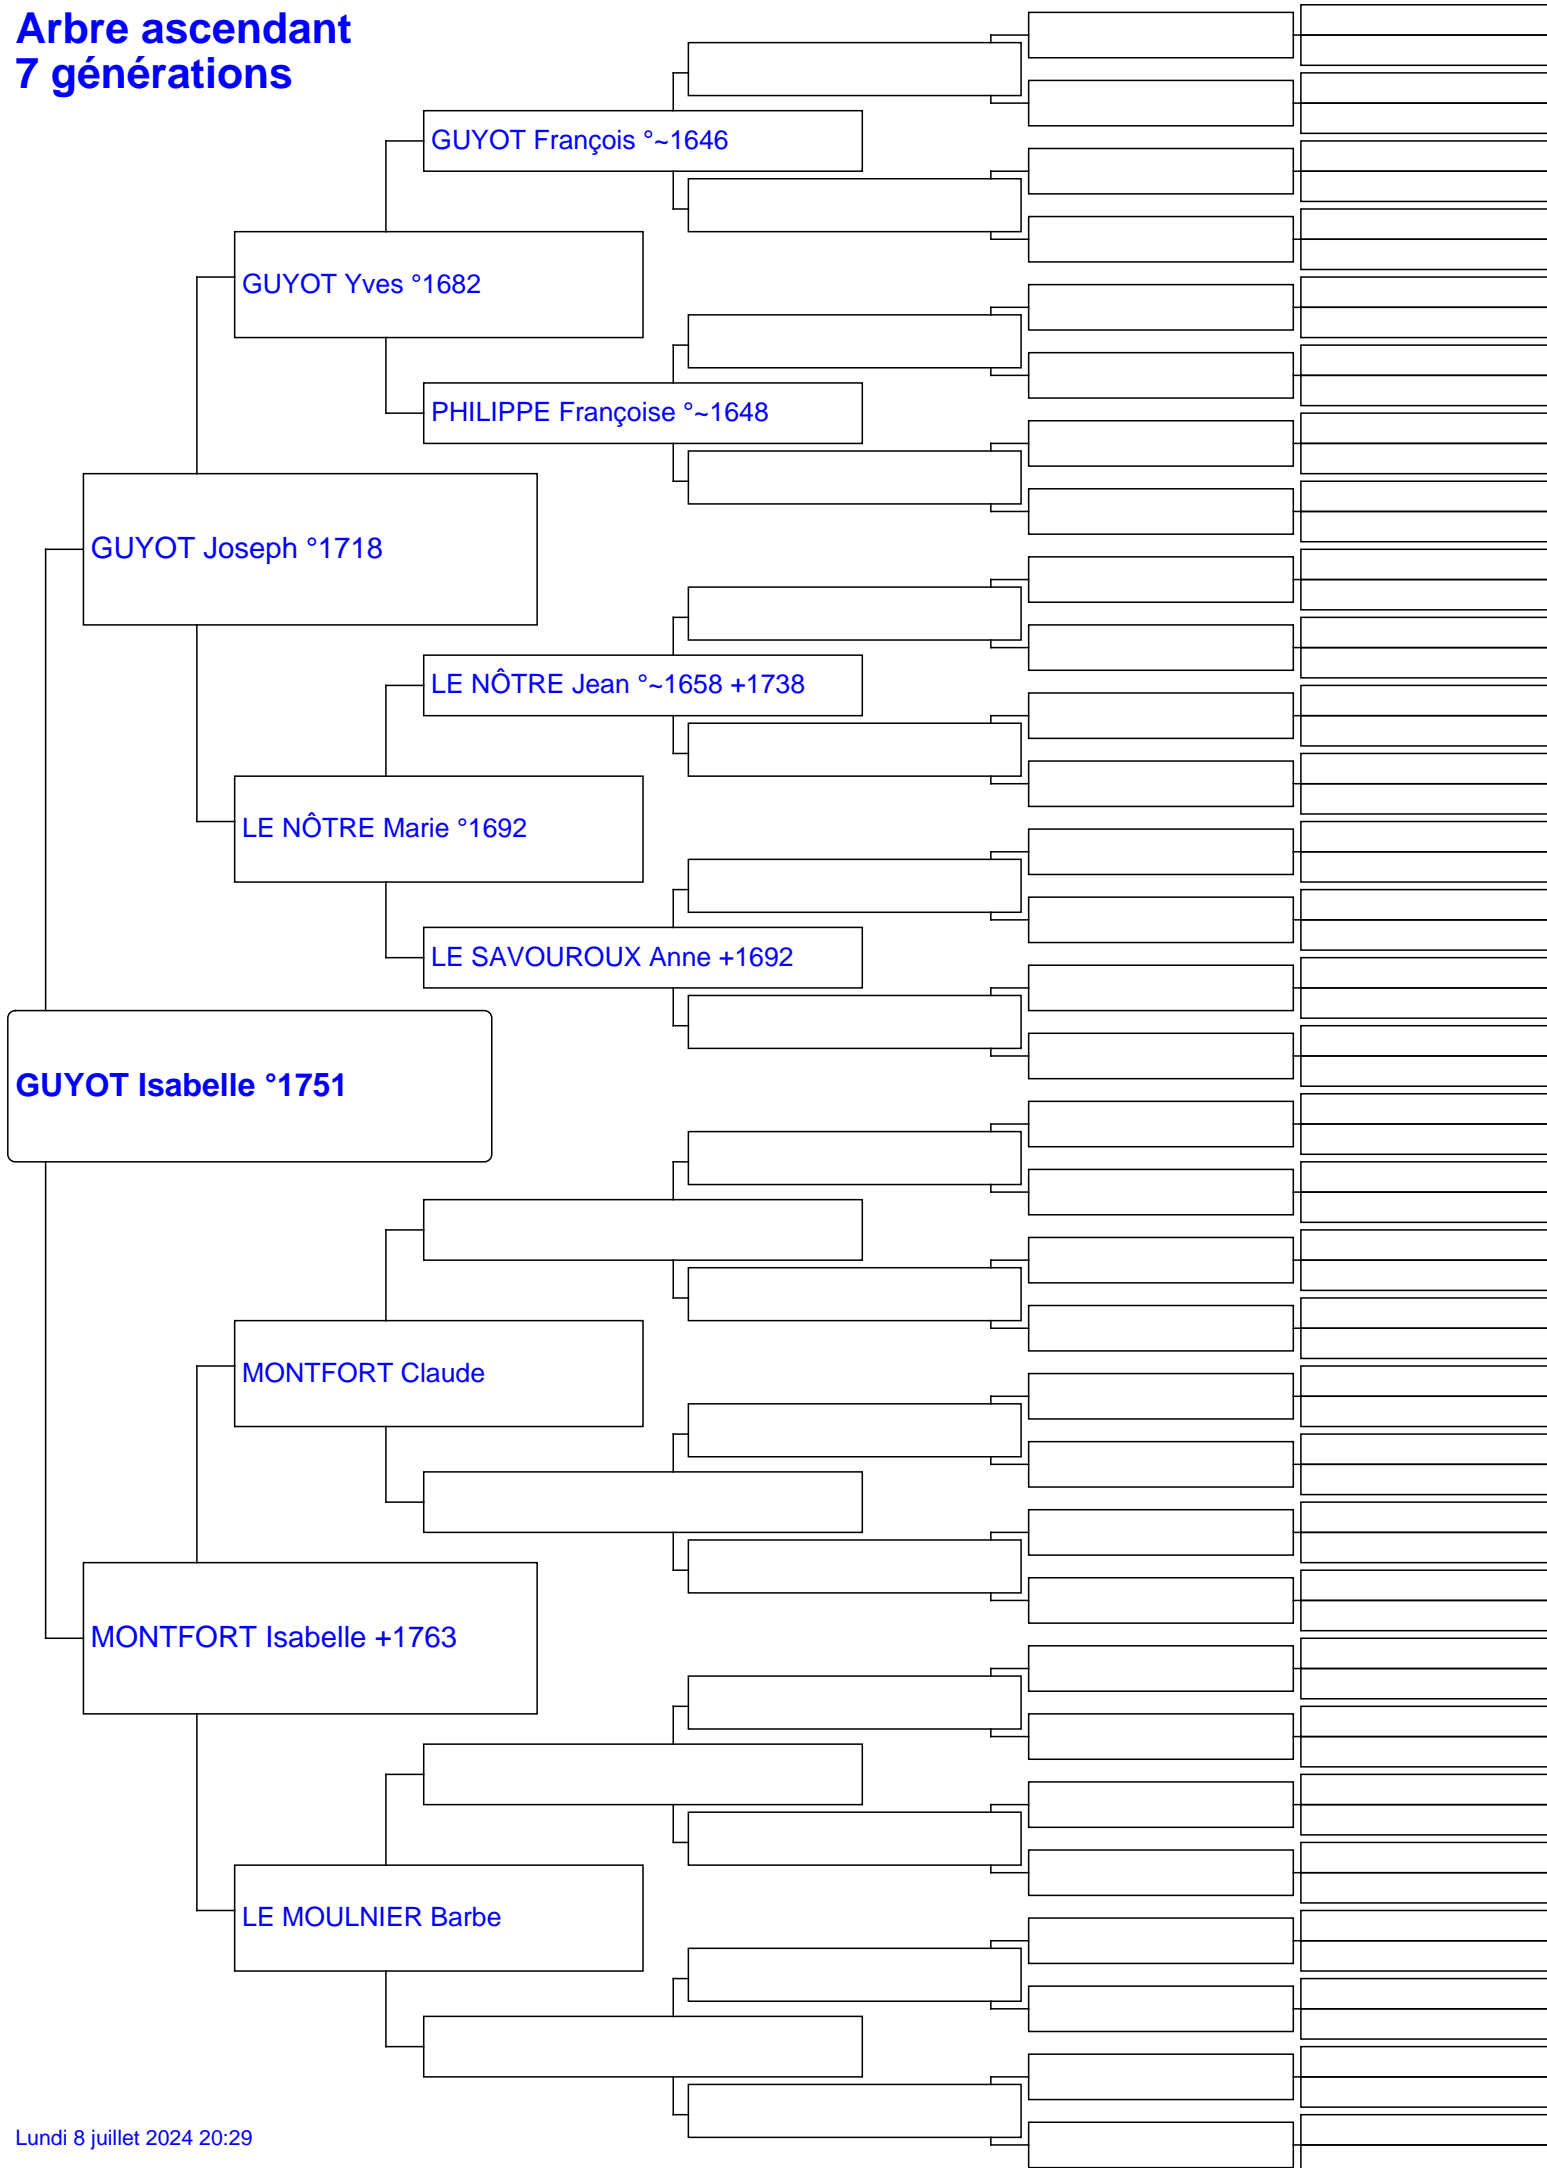 Arbre ascendant
7 générations
GUYOT François °~1646
GUYOT Yves °1682
PHILIPPE Françoise °~1648
GUYOT Joseph °1718
LE NÔTRE Jean °~1658 +1738
LE NÔTRE Marie °1692
LE SAVOUROUX Anne +1692
GUYOT Isabelle °1751
MONTFORT Claude
MONTFORT Isabelle +1763
LE MOULNIER Barbe
Lundi 8 juillet 2024 20:29